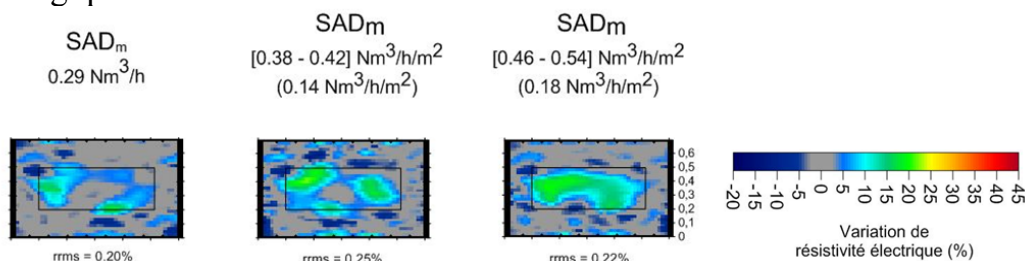 SADm
0.29 Nm³/h
SADm
[0.38 - 0.42] Nm³/h/m²
(0.14 Nm³/h/m²)
SADm
[0.46 - 0.54] Nm³/h/m²
(0.18 Nm³/h/m²)
0,6
0,5
0,4
0,3
0,2
0,1
0
rrms = 0.20%
rrms = 0.25%
rrms = 0.22%
-20 -15 -10 -5 0 5 10 15 20 25 30 35 40 45
Variation de
résistivité électrique (%)